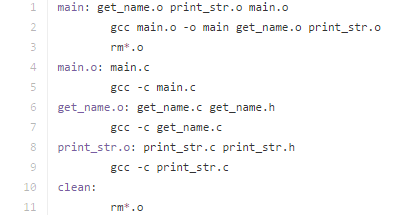 1 main: get_name.o print_str.o main.o
2 gcc main.o -o main get_name.o print_str.o
3 rm*.o
4 main.o: main.c
5 gcc -c main.c
6 get_name.o: get_name.c get_name.h
7 gcc -c get_name.c
8 print_str.o: print_str.c print_str.h
9 gcc -c print_str.c
10 clean:
11 rm*.o